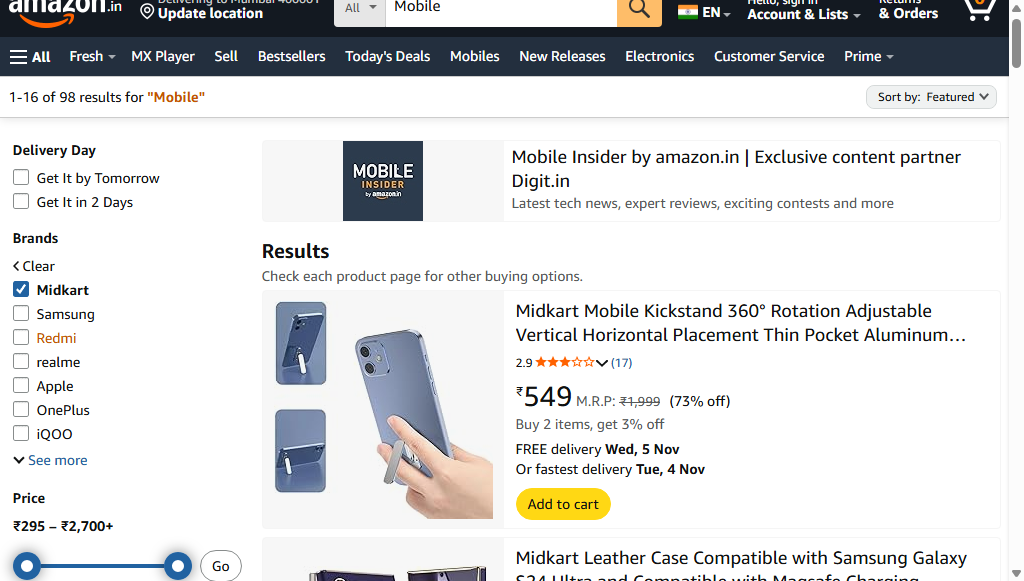 amazon.in
Update location
All
Mobile
EN
Hello, sign in
Account & Lists
Returns
& Orders
0
All
Fresh
MX Player
Sell
Bestsellers
Today's Deals
Mobiles
New Releases
Electronics
Customer Service
Prime
1-16 of 98 results for "Mobile"
Sort by: Featured
Delivery Day
Get It by Tomorrow
Get It in 2 Days
Brands
Clear
Midkart
Samsung
Redmi
realme
Apple
OnePlus
iQOO
See more
Price
₹295 – ₹2,700+
Go
MOBILE
INSIDER
by amazon.in
Mobile Insider by amazon.in | Exclusive content partner
Digit.in
Latest tech news, expert reviews, exciting contests and more
Results
Check each product page for other buying options.
Midkart Mobile Kickstand 360° Rotation Adjustable
Vertical Horizontal Placement Thin Pocket Aluminum…
2.9 (17)
₹549 M.R.P: ₹1,999 (73% off)
Buy 2 items, get 3% off
FREE delivery Wed, 5 Nov
Or fastest delivery Tue, 4 Nov
Add to cart
Midkart Leather Case Compatible with Samsung Galaxy
S24 Ultra and Compatible with Magsafe Charging